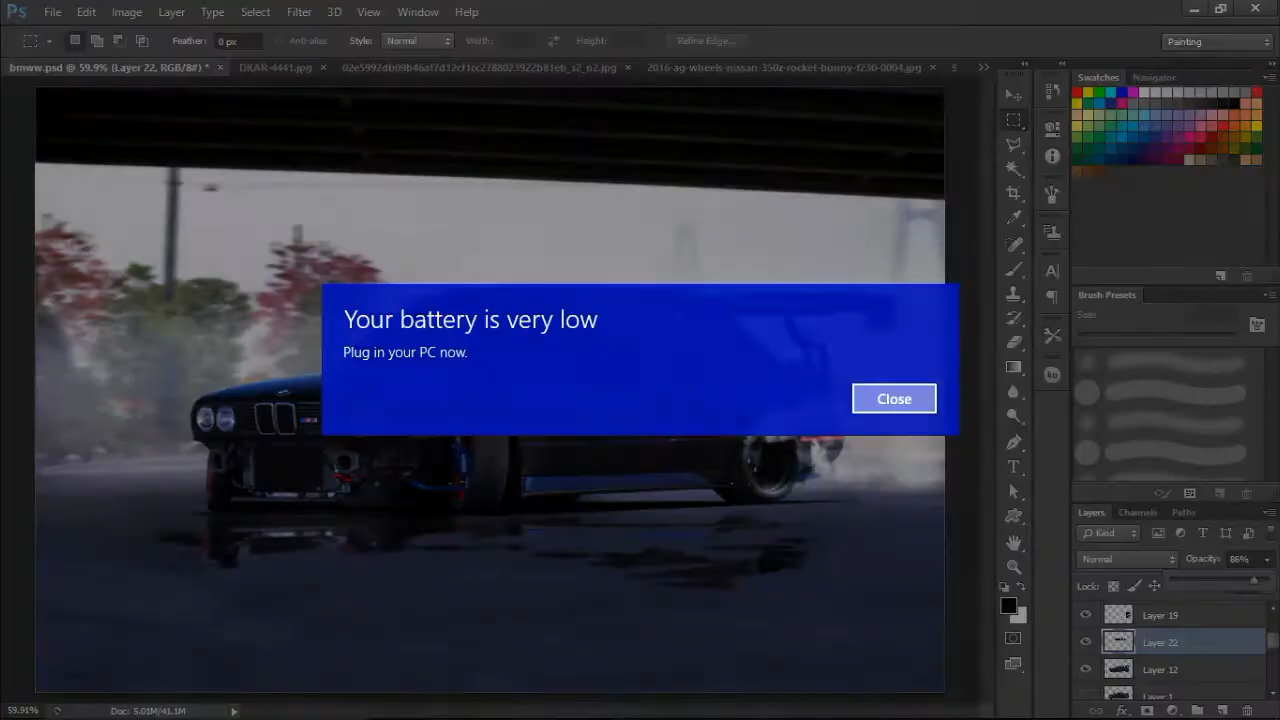 Ps File Edit Image Layer Type Select Filter 3D View Window Help
Feather: 0 px Anti-alias Style: Normal Width: Height: Refine Edge... Painting
bmww.psd @ 59.9% (Layer 22, RGB/8#) * × DKAR-4441.jpg × 2016-ag-wheels-nissan-350z-rocket-bunny-f230-0004.jpg ×
Swatches Navigator
Your battery is very low
Plug in your PC now.
Close
Brush Presets
Size:
Layers Channels Paths
Kind
Normal Opacity: 86%
Lock:
Layer 19
Layer 22
Layer 12
Layer 1
59.91% Doc: 5.01M/41.1M